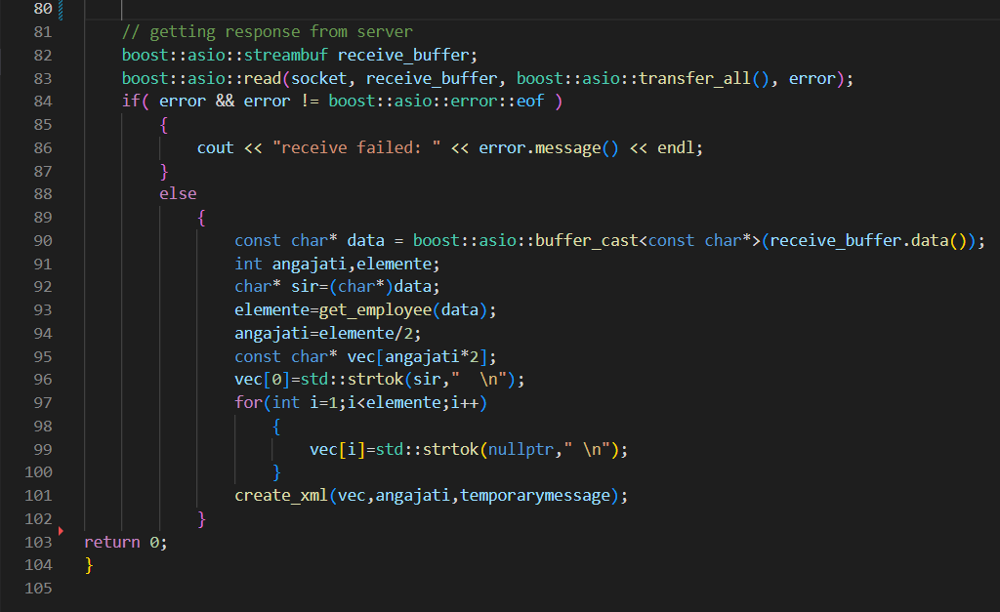 80
81 // getting response from server
82 boost::asio::streambuf receive_buffer;
83 boost::asio::read(socket, receive_buffer, boost::asio::transfer_all(), error);
84 if( error && error != boost::asio::error::eof )
85 {
86 cout << "receive failed: " << error.message() << endl;
87 }
88 else
89 {
90 const char* data = boost::asio::buffer_cast<const char*>(receive_buffer.data());
91 int angajati,elemente;
92 char* sir=(char*)data;
93 elemente=get_employee(data);
94 angajati=elemente/2;
95 const char* vec[angajati*2];
96 vec[0]=std::strtok(sir,"  \n");
97 for(int i=1;i<elemente;i++)
98 {
99 vec[i]=std::strtok(nullptr," \n");
100 }
101 create_xml(vec,angajati,temporarymessage);
102 }
103 return 0;
104 }
105